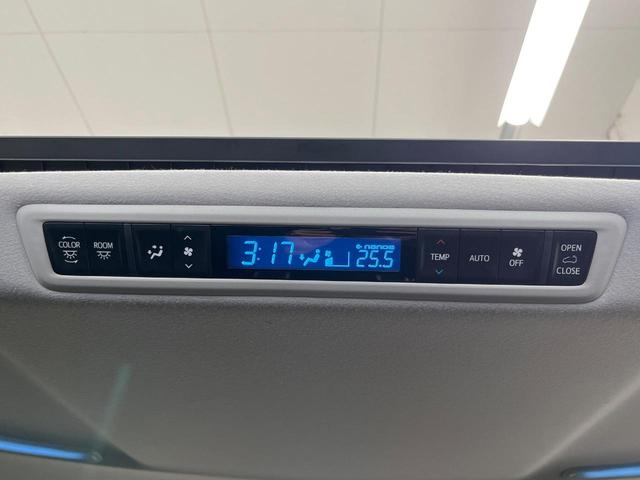 COLOR
ROOM
3:17
nanoe
25.5
TEMP
AUTO
OFF
OPEN
CLOSE